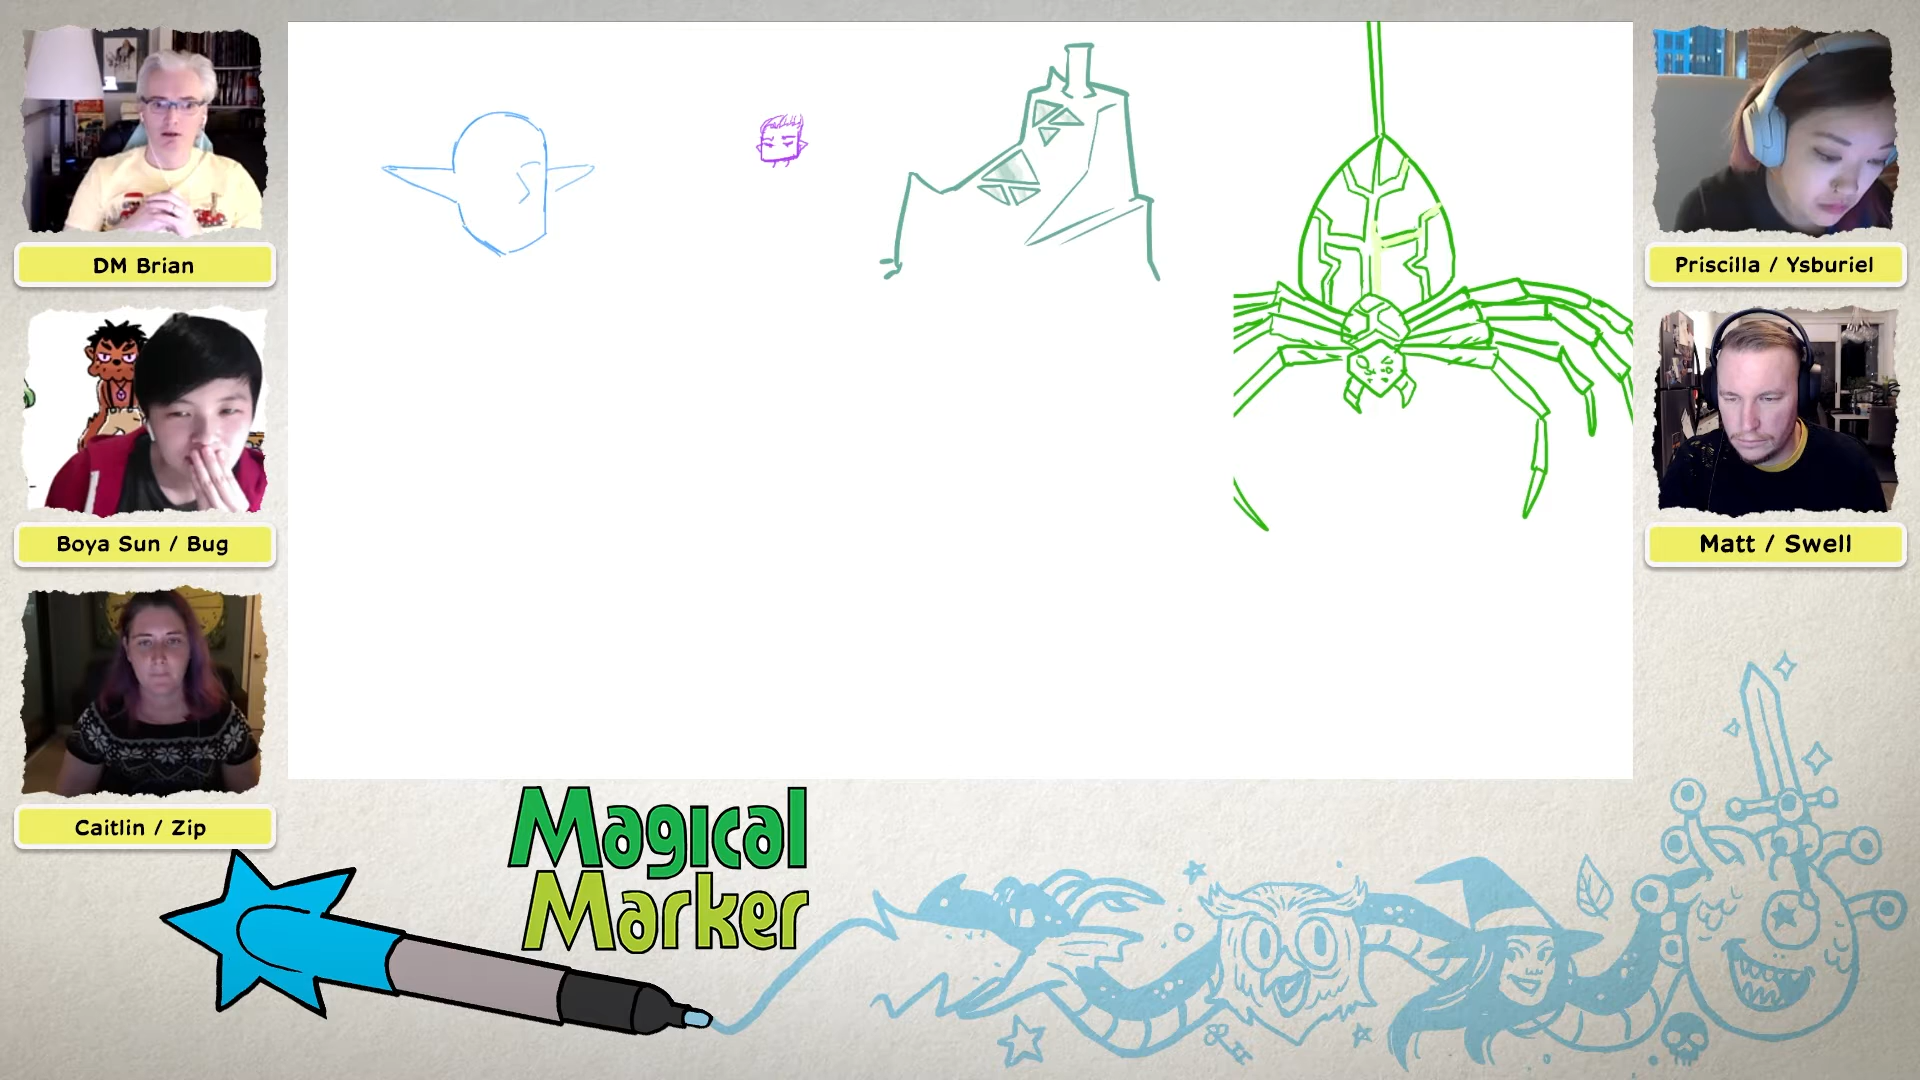 DM Brian
Priscilla / Ysburiel
Boya Sun / Bug
Matt / Swell
Caitlin / Zip
Magical
Marker